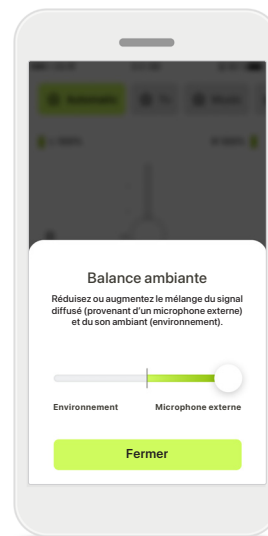 Balance ambiante
Réduisez ou augmentez le mélange du signal
diffusé (provenant d’un microphone externe)
et du son ambiant (environnement).
Environnement Microphone externe
Fermer